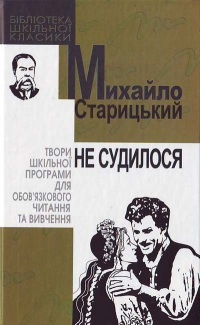 БІБЛІОТЕКА
ШКІЛЬНОЇ
КЛАСИКИ
Михайло
Старицький
НЕ СУДИЛОСЯ
ТВОРИ
ШКІЛЬНОЇ
ПРОГРАМИ
ДЛЯ
ОБОВ'ЯЗКОВОГО
ЧИТАННЯ
ТА ВИВЧЕННЯ